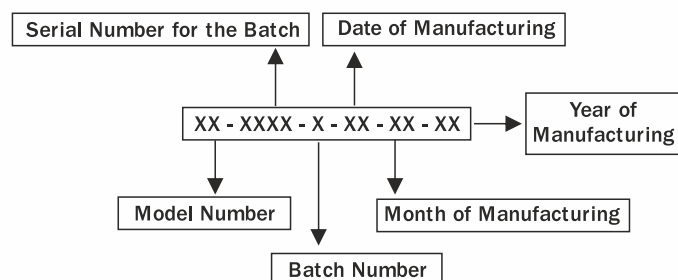 Serial Number for the Batch
Date of Manufacturing
XX - XXXX - X - XX - XX - XX
Year of
Manufacturing
Model Number
Month of Manufacturing
Batch Number